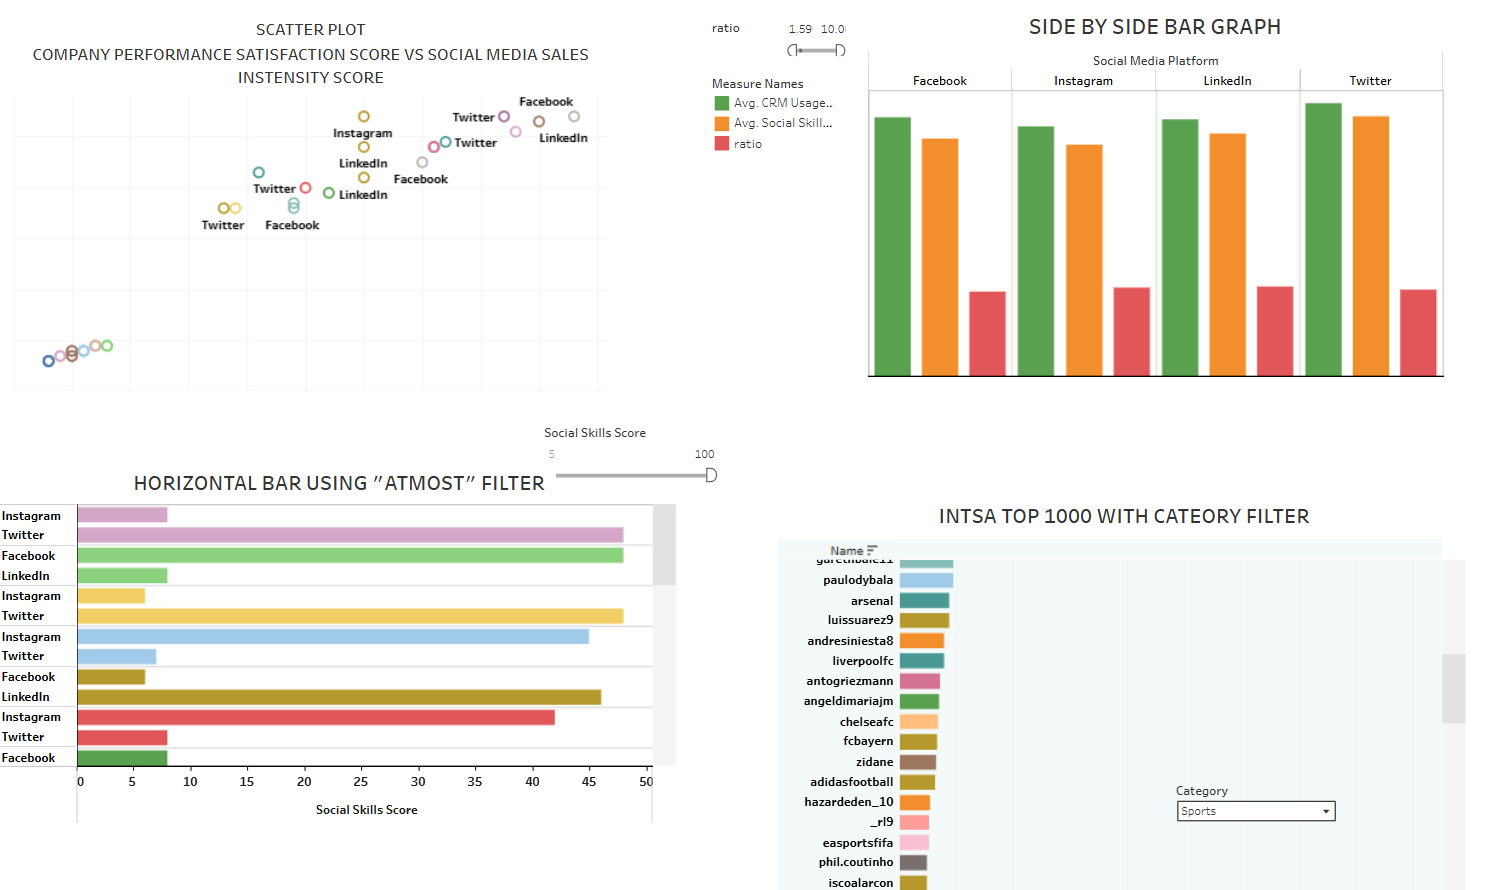 SCATTER PLOT
COMPANY PERFORMANCE SATISFACTION SCORE VS SOCIAL MEDIA SALES
INSTENSITY SCORE
Facebook
Twitter
Instagram
LinkedIn
Twitter
LinkedIn
Facebook
Twitter
LinkedIn
Twitter
Facebook
ratio
1.59 10.0
Measure Names
Avg. CRM Usage..
Avg. Social Skill...
ratio
SIDE BY SIDE BAR GRAPH
Social Media Platform
Facebook Instagram LinkedIn Twitter
Social Skills Score
5 100
HORIZONTAL BAR USING "ATMOST" FILTER
Instagram
Twitter
Facebook
LinkedIn
Instagram
Twitter
Instagram
Twitter
Facebook
LinkedIn
Instagram
Twitter
Facebook
0 5 10 15 20 25 30 35 40 45 50
Social Skills Score
INTSA TOP 1000 WITH CATEORY FILTER
Name
garethbale11
paulodybala
arsenal
luissuarez9
andresiniesta8
liverpoolfc
antogriezmann
angeldimariajm
chelseafc
fcbayern
zidane
adidasfootball
hazardeden_10
_rl9
easportsfifa
phil.coutinho
iscoalarcon
Category
Sports